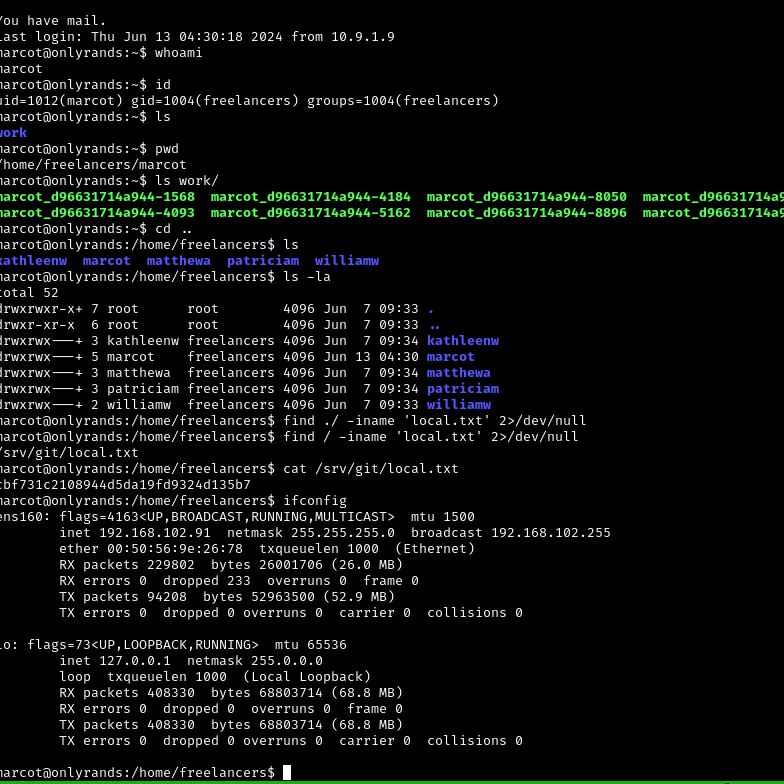 You have mail.
Last login: Thu Jun 13 04:30:18 2024 from 10.9.1.9
marcot@onlyrands:~$ whoami
marcot
marcot@onlyrands:~$ id
uid=1012(marcot) gid=1004(freelancers) groups=1004(freelancers)
marcot@onlyrands:~$ ls
work
marcot@onlyrands:~$ pwd
/home/freelancers/marcot
marcot@onlyrands:~$ ls work/
marcot_d96631714a944-1568  marcot_d96631714a944-4184  marcot_d96631714a944-8050  marcot_d96631714a9
marcot_d96631714a944-4093  marcot_d96631714a944-5162  marcot_d96631714a944-8896  marcot_d96631714a9
marcot@onlyrands:~$ cd ..
marcot@onlyrands:/home/freelancers$ ls
kathleenw  marcot  matthewa  patriciam  williamw
marcot@onlyrands:/home/freelancers$ ls -la
total 52
drwxrwxr-x+ 7 root      root        4096 Jun  7 09:33 .
drwxr-xr-x  6 root      root        4096 Jun  7 09:33 ..
drwxrwx---+ 3 kathleenw freelancers 4096 Jun  7 09:34 kathleenw
drwxrwx---+ 5 marcot    freelancers 4096 Jun 13 04:30 marcot
drwxrwx---+ 3 matthewa  freelancers 4096 Jun  7 09:34 matthewa
drwxrwx---+ 3 patriciam freelancers 4096 Jun  7 09:34 patriciam
drwxrwx---+ 2 williamw  freelancers 4096 Jun  7 09:33 williamw
marcot@onlyrands:/home/freelancers$ find ./ -iname 'local.txt' 2>/dev/null
marcot@onlyrands:/home/freelancers$ find / -iname 'local.txt' 2>/dev/null
/srv/git/local.txt
marcot@onlyrands:/home/freelancers$ cat /srv/git/local.txt
cbf731c2108944d5da19fd9324d135b7
marcot@onlyrands:/home/freelancers$ ifconfig
ens160: flags=4163<UP,BROADCAST,RUNNING,MULTICAST>  mtu 1500
        inet 192.168.102.91  netmask 255.255.255.0  broadcast 192.168.102.255
        ether 00:50:56:9e:26:78  txqueuelen 1000  (Ethernet)
        RX packets 229802  bytes 26001706 (26.0 MB)
        RX errors 0  dropped 233  overruns 0  frame 0
        TX packets 94208  bytes 52963500 (52.9 MB)
        TX errors 0  dropped 0 overruns 0  carrier 0  collisions 0
lo: flags=73<UP,LOOPBACK,RUNNING>  mtu 65536
        inet 127.0.0.1  netmask 255.0.0.0
        loop  txqueuelen 1000  (Local Loopback)
        RX packets 408330  bytes 68803714 (68.8 MB)
        RX errors 0  dropped 0  overruns 0  frame 0
        TX packets 408330  bytes 68803714 (68.8 MB)
        TX errors 0  dropped 0 overruns 0  carrier 0  collisions 0
marcot@onlyrands:/home/freelancers$